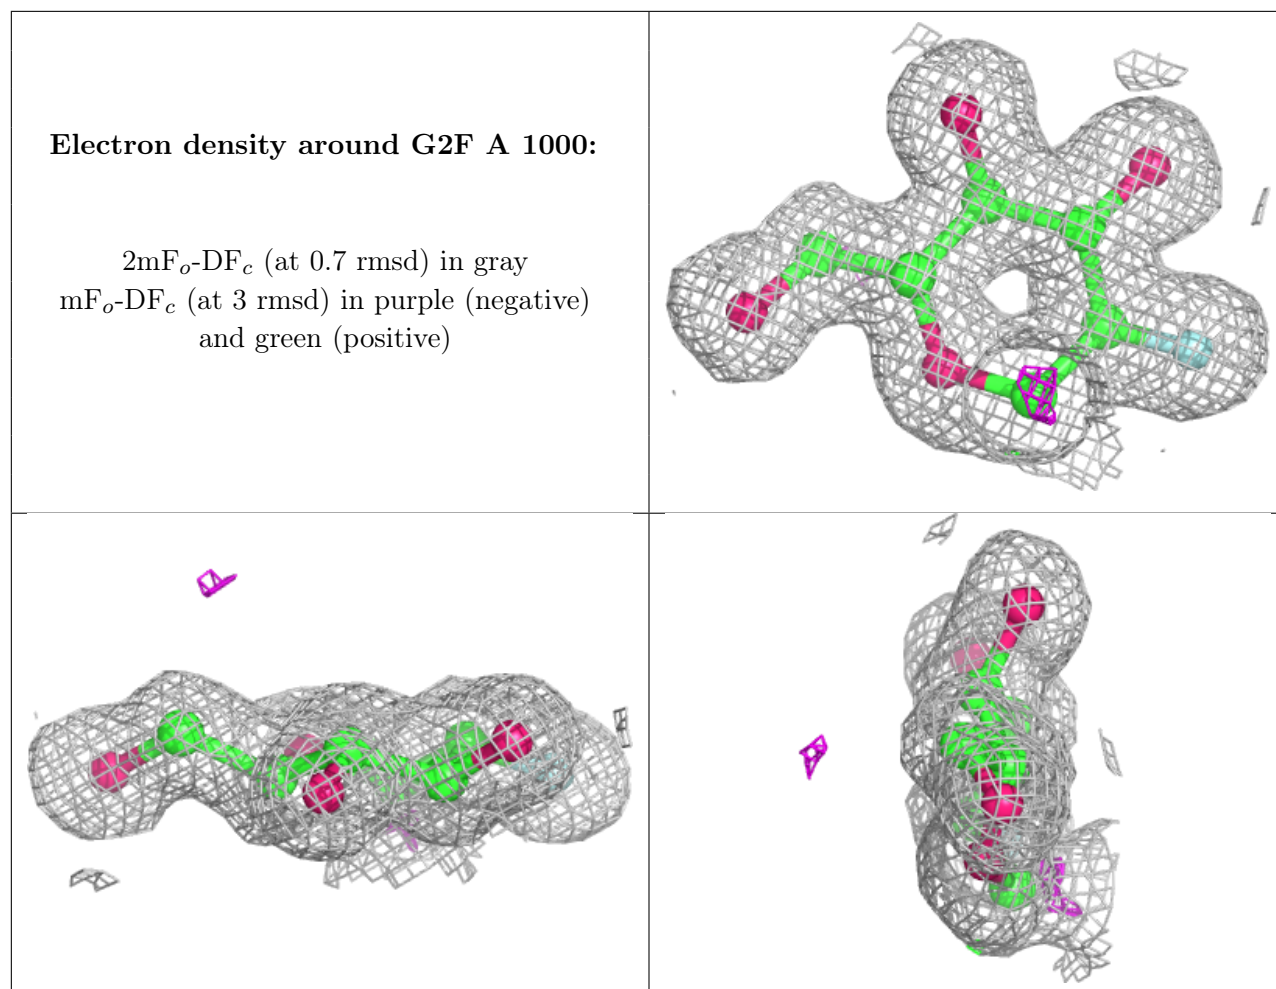 Electron density around G2F A 1000:
2mFo-DFc (at 0.7 rmsd) in gray
mFo-DFc (at 3 rmsd) in purple (negative)
and green (positive)